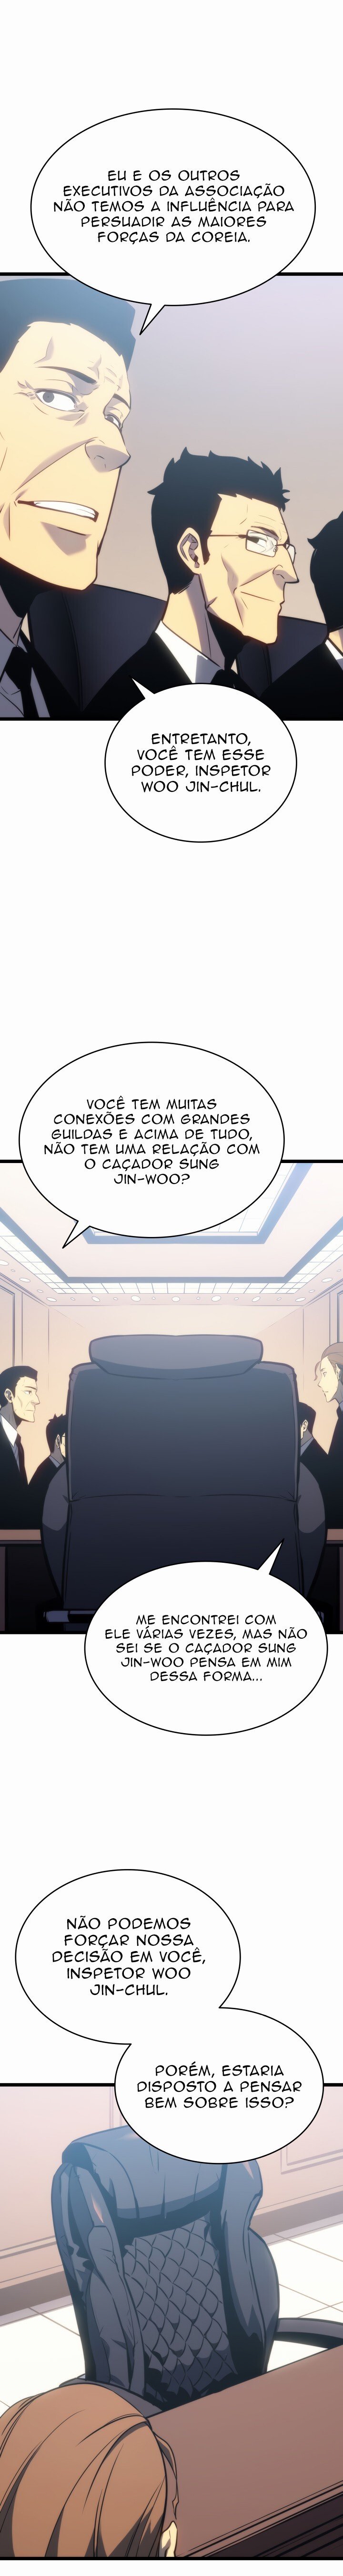 EU E OS OUTROS
EXECUTIVOS DA ASSOCIAÇÃO
NÃO TEMOS A INFLUÊNCIA PARA
PERSUADIR AS MAIORES
FORÇAS DA COREIA.
ENTRETANTO,
VOCÊ TEM ESSE
PODER, INSPETOR
WOO JIN-CHUL.
VOCÊ TEM MUITAS
CONEXÕES COM GRANDES
GUILDAS E ACIMA DE TUDO,
NÃO TEM UMA RELAÇÃO COM
O CAÇADOR SUNG
JIN-WOO?
ME ENCONTREI COM
ELE VÁRIAS VEZES, MAS NÃO
SEI SE O CAÇADOR SUNG
JIN-WOO PENSA EM MIM
DESSA FORMA...
NÃO PODEMOS
FORÇAR NOSSA
DECISÃO EM VOCÊ,
INSPETOR WOO
JIN-CHUL.
PORÉM, ESTARIA
DISPOSTO A PENSAR
BEM SOBRE ISSO?